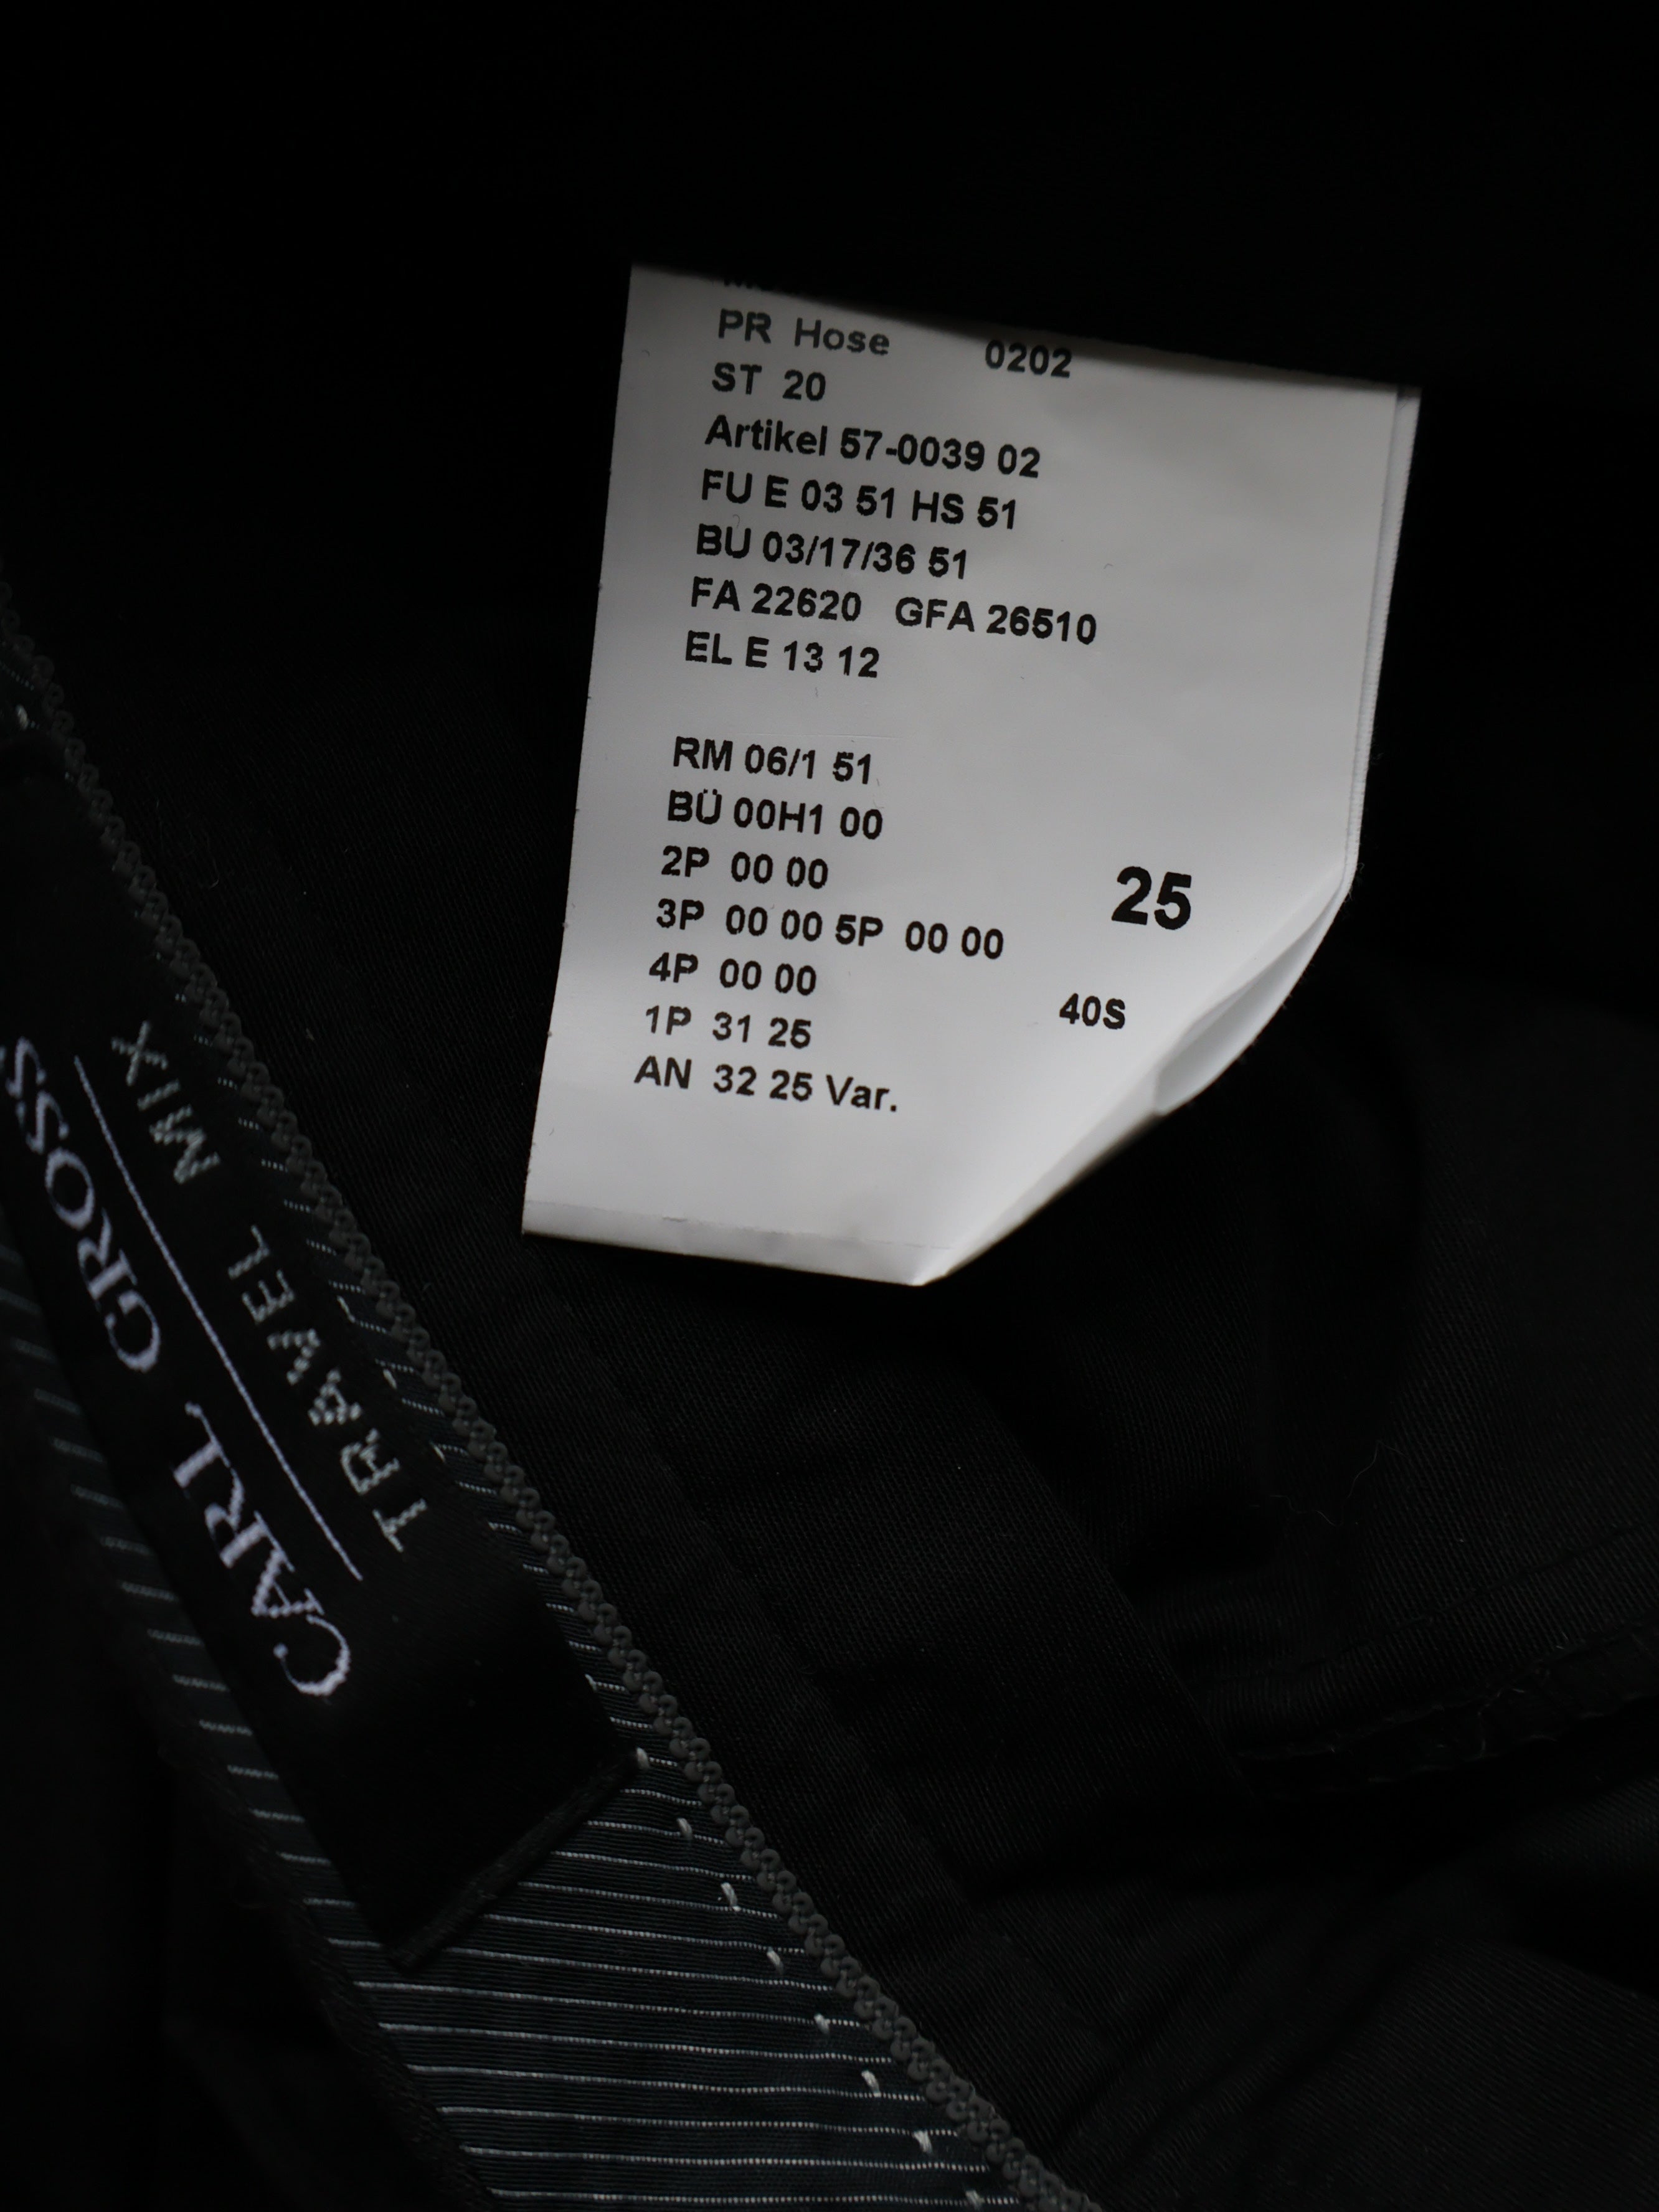 PR Hose 0202
ST 20
Artikel 57-0039 02
FU E 03 51 HS 51
BU 03/17/36 51
FA 22620 GFA 26510
EL E 13 12
RM 06/1 51
BÜ 00H1 00
2P 00 00
25
3P 00 00 5P 00 00
4P 00 00
40S
1P 31 25
AN 32 25 Var.
CARL GROSS
TRAVEL MIX